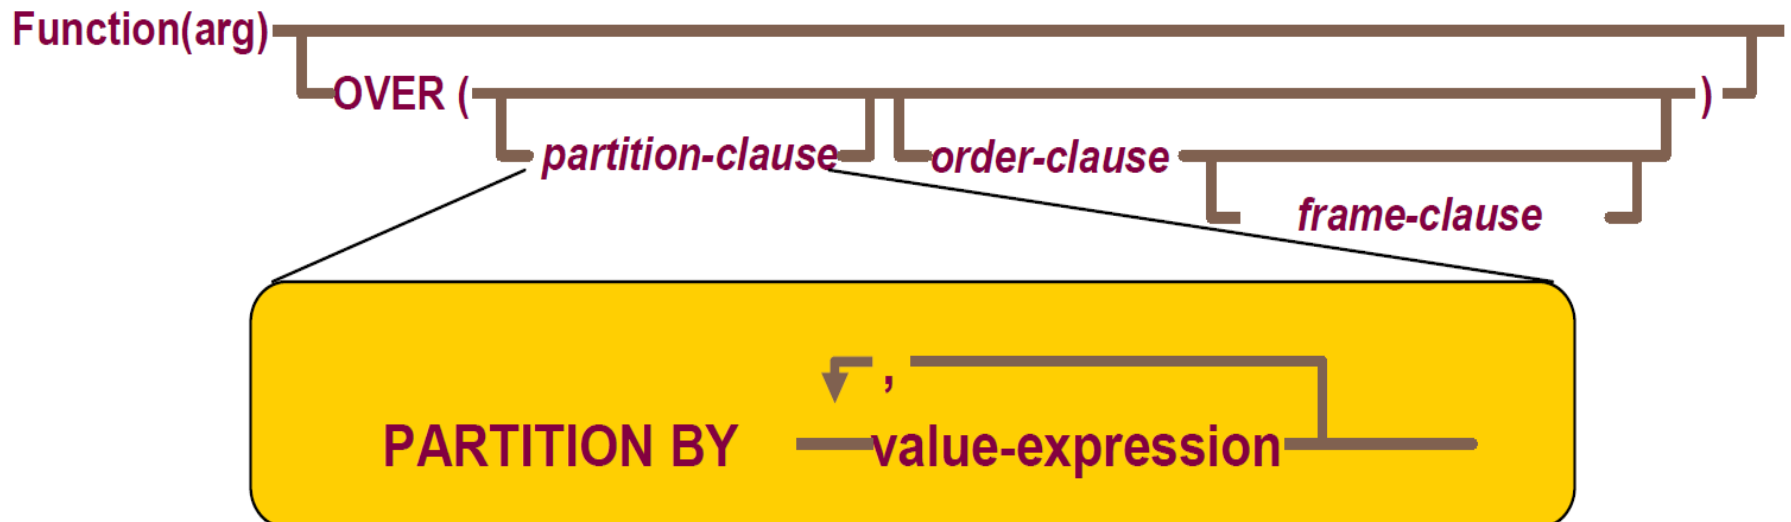 Function(arg)
OVER ( )
partition-clause order-clause
frame-clause
,
PARTITION BY value-expression